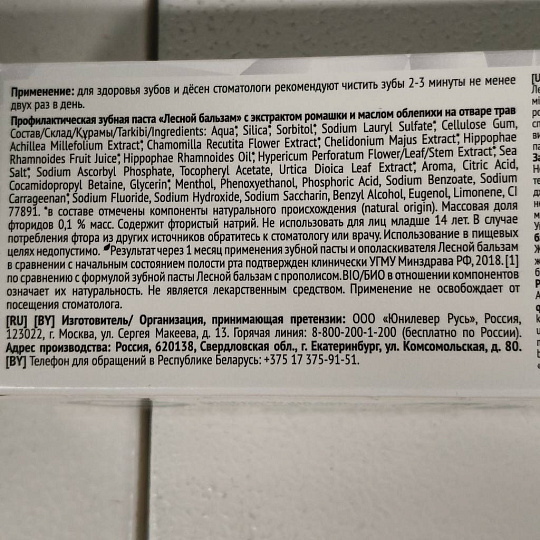 Применение: для здоровья зубов и дёсен стоматологи рекомендуют чистить зубы 2-3 минуты не менее
двух раз в день.
Профилактическая зубная паста «Лесной бальзам» с экстрактом ромашки и маслом облепихи на отваре трав
Состав/Склад/Құрамы/Tarkibi/Ingredients: Aqua*, Silica*, Sorbitol*, Sodium Lauryl Sulfate*, Cellulose Gum,
Achillea Millefolium Extract*, Chamomilla Recutita Flower Extract*, Chelidonium Majus Extract*, Hippophae
Rhamnoides Fruit Juice*, Hippophae Rhamnoides Oil*, Hypericum Perforatum Flower/Leaf/Stem Extract*, Sea
Salt*, Sodium Ascorbyl Phosphate, Tocopheryl Acetate, Urtica Dioica Leaf Extract*, Aroma, Citric Acid,
Cocamidopropyl Betaine, Glycerin*, Menthol, Phenoxyethanol, Phosphoric Acid, Sodium Benzoate, Sodium
Carrageenan*, Sodium Fluoride, Sodium Hydroxide, Sodium Saccharin, Benzyl Alcohol, Eugenol, Limonene, CI
77891. *в составе отмечены компоненты натурального происхождения (natural origin). Массовая доля
фторидов 0,1 % масс. Содержит фтористый натрий. Не использовать для лиц младше 14 лет. В случае
потребления фтора из других источников обратитесь к стоматологу или врачу. Использование в пищевых
целях недопустимо. Результат через 1 месяц применения зубной пасты и ополаскивателя Лесной бальзам
в сравнении с начальным состоянием полости рта подтвержден клинически УГМУ Минздрава РФ, 2018. [1]
по сравнению с формулой зубной пасты Лесной бальзам с прополисом. BIO/БИО в отношении компонентов
означает их натуральность. Не является лекарственным средством. Применение не освобождает от
посещения стоматолога.
[RU] [BY] Изготовитель/ Организация, принимающая претензии: ООО «Юнилевер Русь», Россия,
123022, г. Москва, ул. Сергея Макеева, д. 13. Горячая линия: 8-800-200-1-200 (бесплатно по России).
Адрес производства: Россия, 620138, Свердловская обл., г. Екатеринбург, ул. Комсомольская, д. 80.
[BY] Телефон для обращений в Республике Беларусь: +375 17 375-91-51.